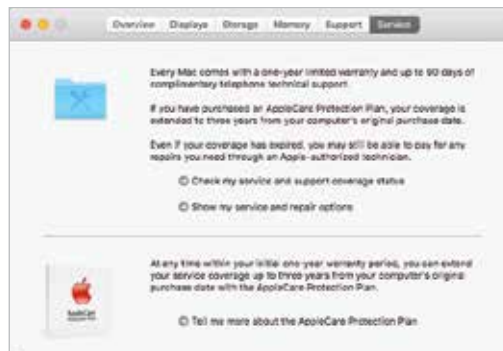 Overview Displays Storage Memory Support Service
Every Mac comes with a one-year limited warranty and up to 90 days of
complimentary telephone technical support.
If you have purchased an AppleCare Protection Plan, your coverage is
extended to three years from your computer's original purchase date.
Even if your coverage has expired, you may still be able to pay for any
repairs you need through an Apple-authorized technician.
Check my service and support coverage status
Show my service and repair options
At any time within your initial one-year warranty period, you can extend
your service coverage up to three years from your computer's original
purchase date with the AppleCare Protection Plan.
AppleCare
Tell me more about the AppleCare Protection Plan